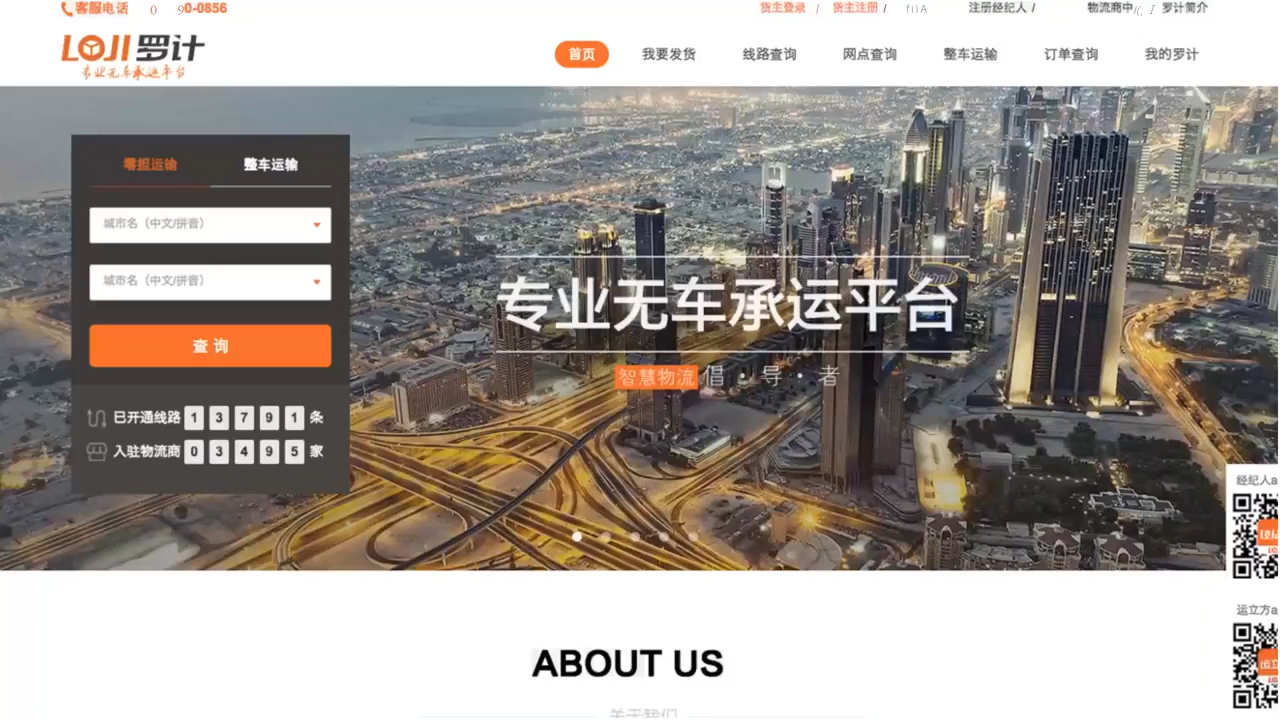 客服电话
0-0856
货主登录 / 货主注册 /
注册经纪人 /
物流商中
罗计简介
LOJI 罗计
专业无车承运平台
首页
我要发货
线路查询
网点查询
整车运输
订单查询
我的罗计
零担运输
整车运输
城市名（中文/拼音）
城市名（中文/拼音）
查 询
已开通线路 1 3 7 9 1 条
入驻物流商 0 3 4 9 5 家
专业无车承运平台
智慧物流 倡 · 导 · 者
经纪人a
运立方a
ABOUT US
关于我们